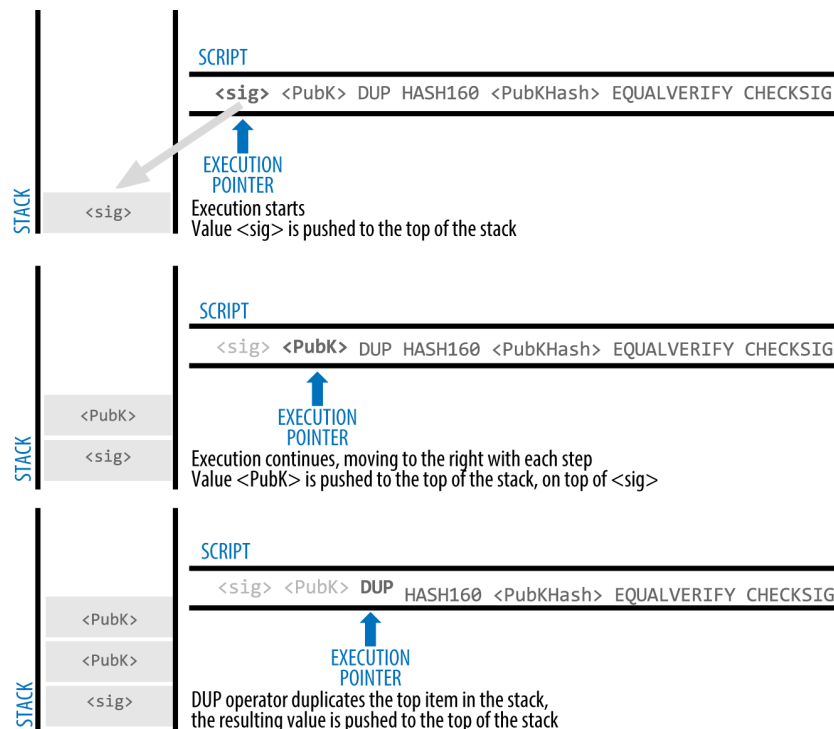 SCRIPT
<sig> <PubK> DUP HASH160 <PubKHash> EQUALVERIFY CHECKSIG
EXECUTION
POINTER
STACK
<sig>
Execution starts
Value <sig> is pushed to the top of the stack
SCRIPT
<sig> <PubK> DUP HASH160 <PubKHash> EQUALVERIFY CHECKSIG
EXECUTION
POINTER
<PubK>
STACK
<sig>
Execution continues, moving to the right with each step
Value <PubK> is pushed to the top of the stack, on top of <sig>
SCRIPT
<sig> <PubK> DUP HASH160 <PubKHash> EQUALVERIFY CHECKSIG
<PubK>
EXECUTION
POINTER
<PubK>
STACK
<sig>
DUP operator duplicates the top item in the stack,
the resulting value is pushed to the top of the stack